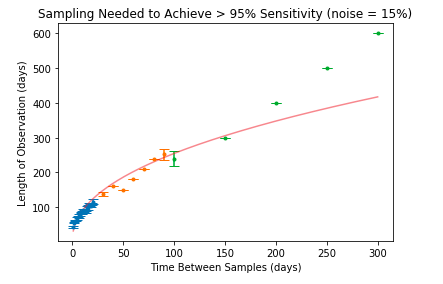 Sampling Needed to Achieve > 95% Sensitivity (noise = 15%)
600
500
400
300
200
100
Length of Observation (days)
0 50 100 150 200 250 300
Time Between Samples (days)